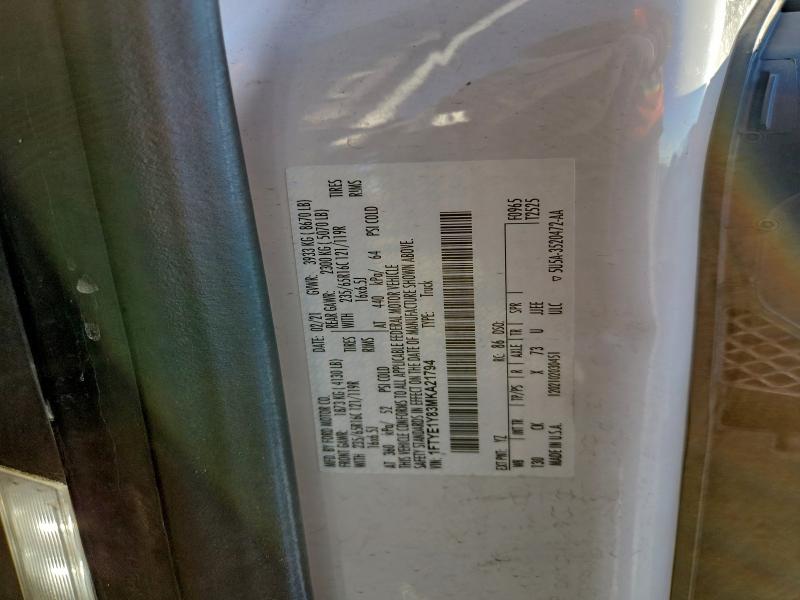 MFD. BY FORD MOTOR CO.
DATE: 02/21 GVWR: 3933 KG ( 8670 LB)
FRONT GAWR: 1873 KG ( 4130 LB) REAR GAWR: 2300 KG ( 5070 LB)
WITH 235/65R16C 121/119R TIRES WITH 235/65R16C 121/119R TIRES
16x6.5J RIMS 16x6.5J RIMS
AT 360 kPa/ 52 PSI COLD AT 440 kPa/ 64 PSI COLD
THIS VEHICLE CONFORMS TO ALL APPLICABLE FEDERAL MOTOR VEHICLE
SAFETY STANDARDS IN EFFECT ON THE DATE OF MANUFACTURE SHOWN ABOVE.
VIN: 1FTYE1Y83MKA21794 TYPE: Truck
EXT PNT: YZ RC: 86 DSO: F0965
T2525
WB INT TR TP/PS R AXLE TR SPR
130 CK X 73 U JJEE
MADE IN U.S.A. ULC
5U5A-3520472-AA